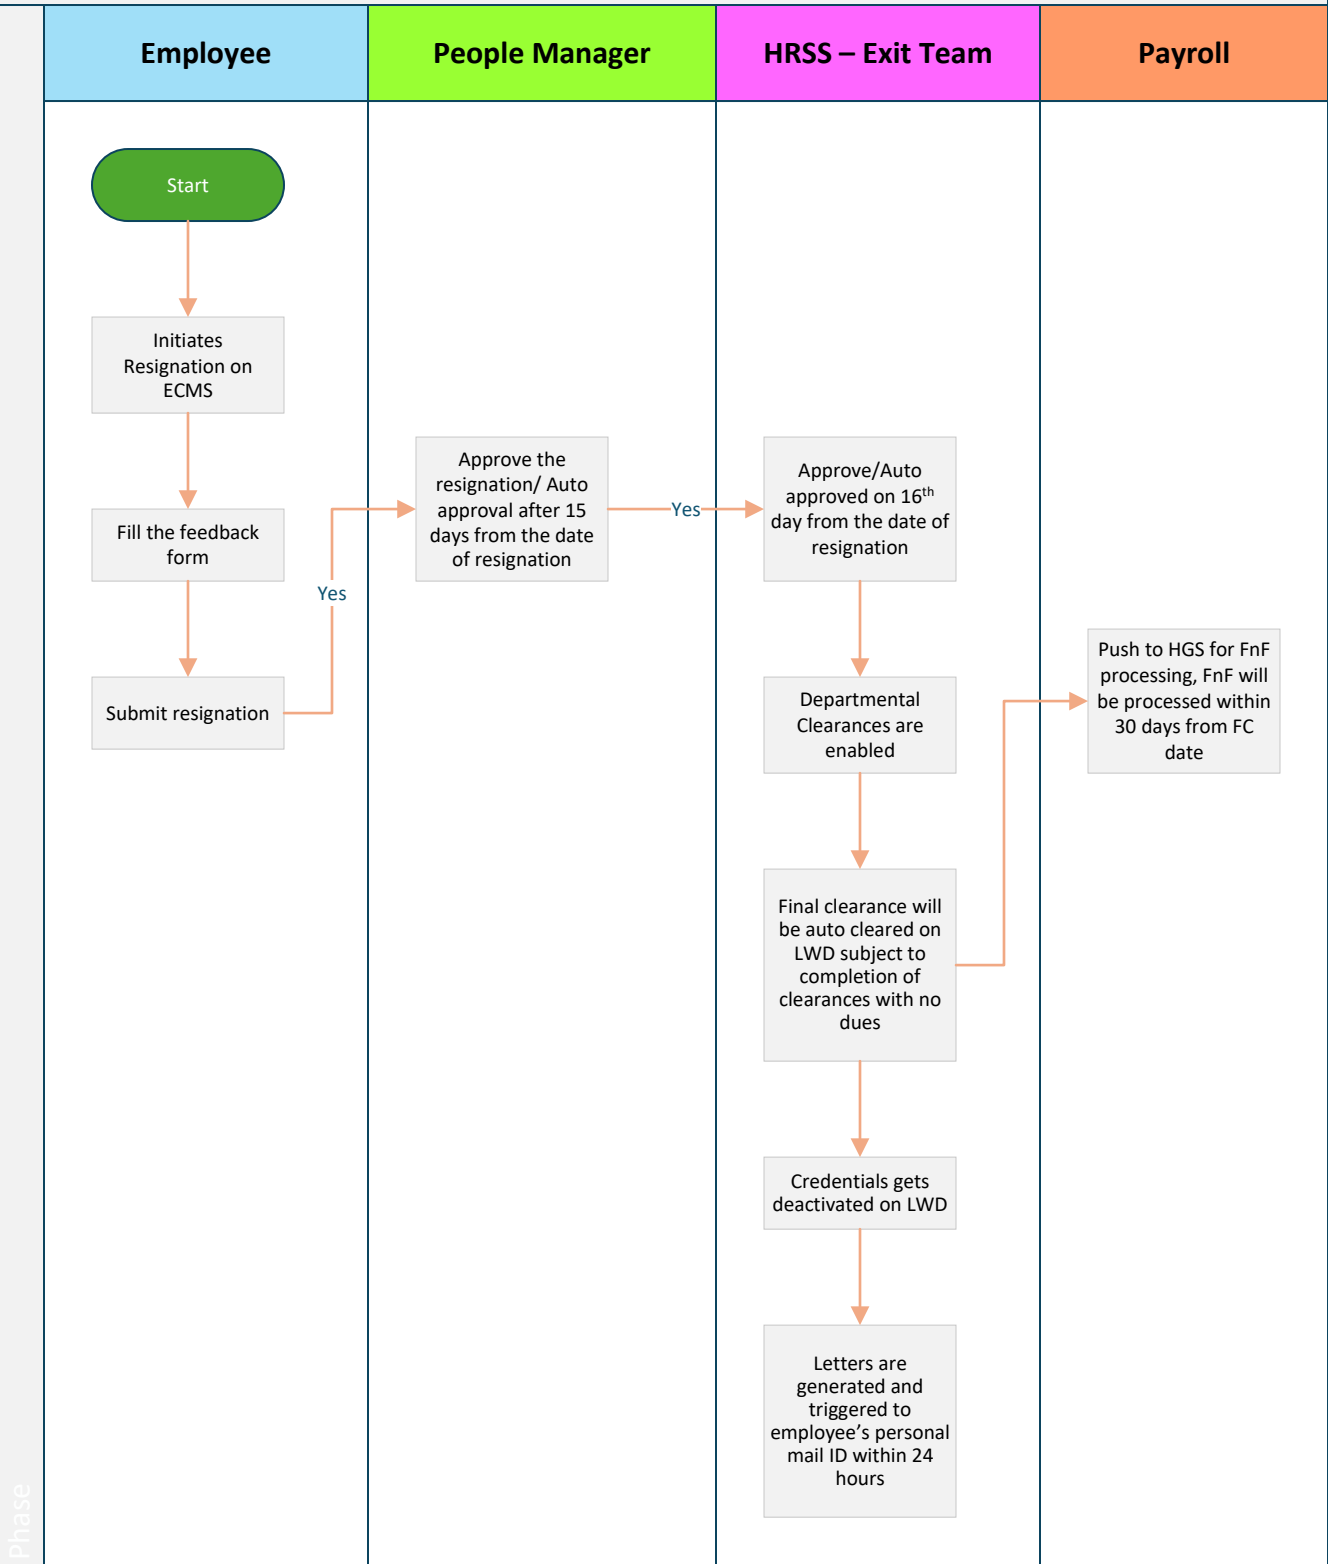 Employee
People Manager
HRSS – Exit Team
Payroll
Start
Initiates
Resignation on
ECMS
Fill the feedback
form
Submit resignation
Yes
Approve the
resignation/ Auto
approval after 15
days from the date
of resignation
Yes
Approve/Auto
approved on 16th
day from the date of
resignation
Departmental
Clearances are
enabled
Final clearance will
be auto cleared on
LWD subject to
completion of
clearances with no
dues
Credentials gets
deactivated on LWD
Letters are
generated and
triggered to
employee’s personal
mail ID within 24
hours
Push to HGS for FnF
processing, FnF will
be processed within
30 days from FC
date
Phase